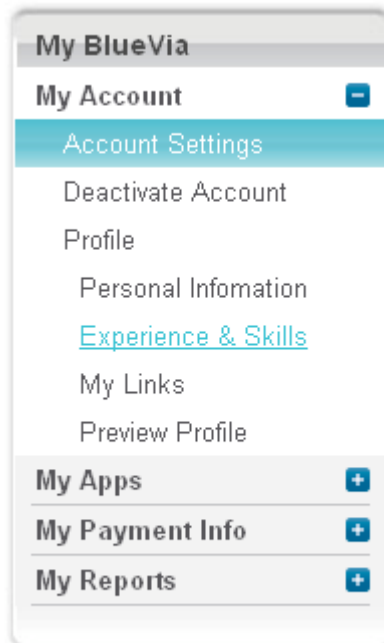 My BlueVia
My Account
Account Settings
Deactivate Account
Profile
Personal Infomation
Experience & Skills
My Links
Preview Profile
My Apps
My Payment Info
My Reports